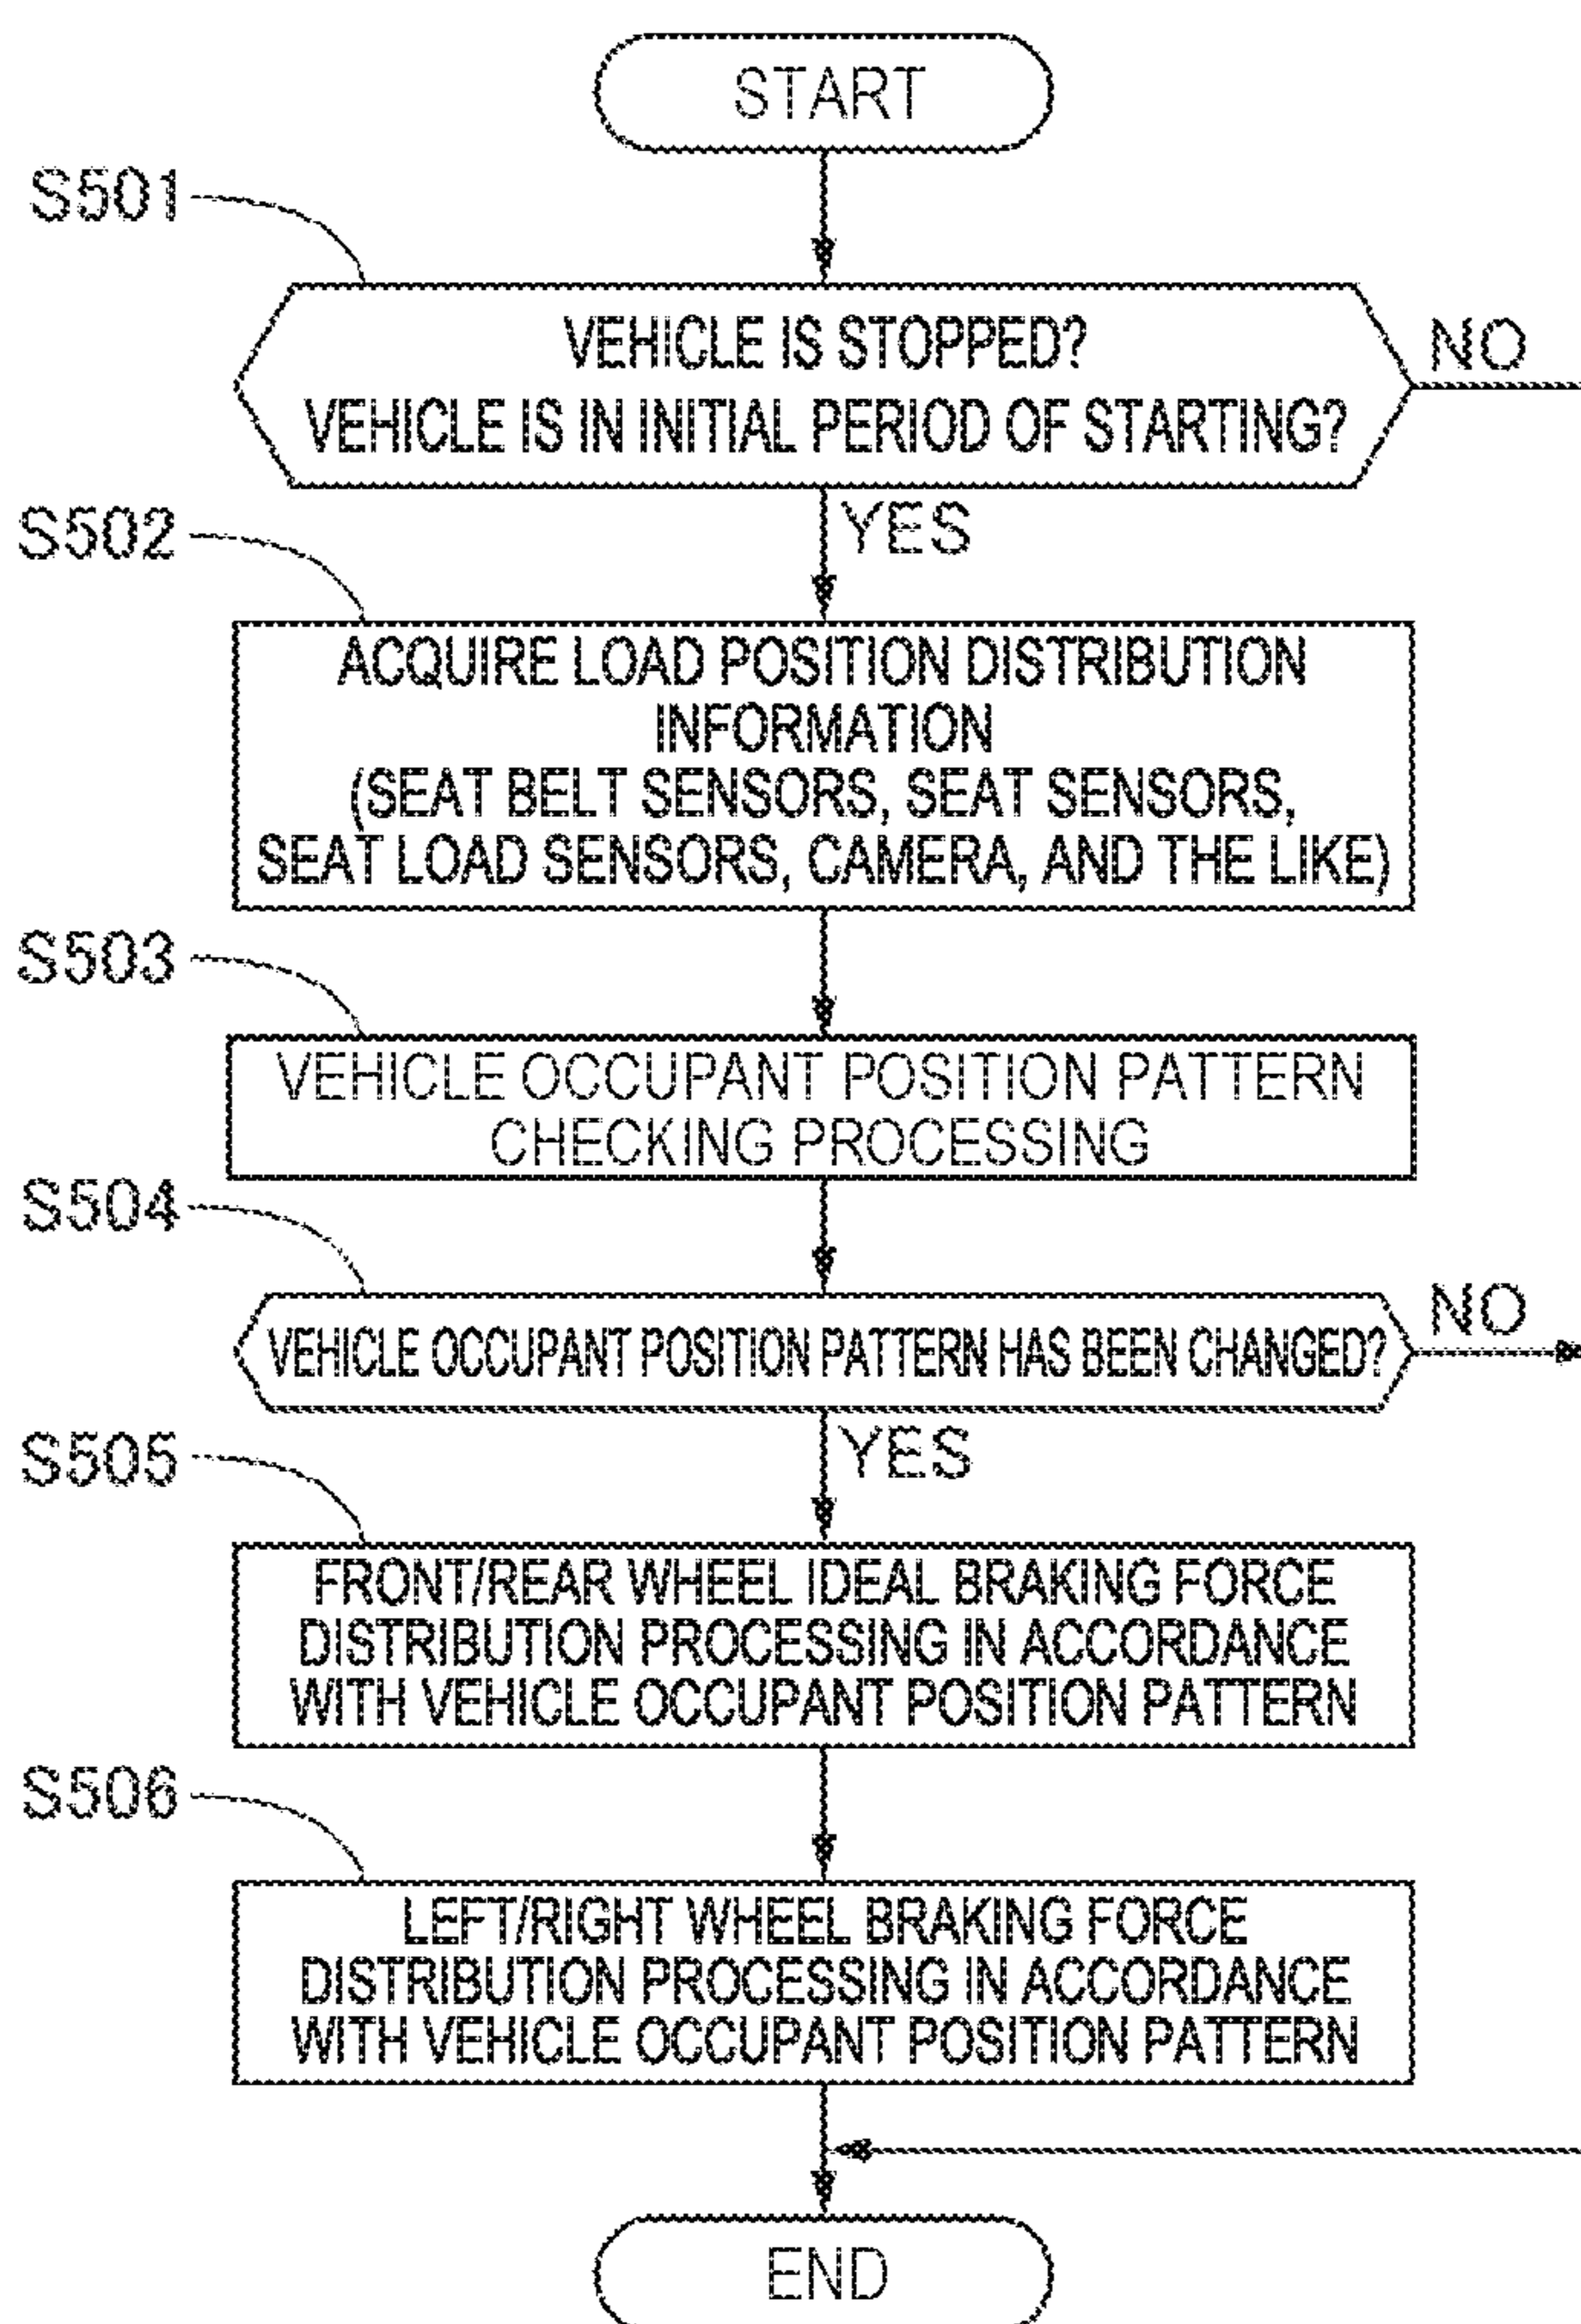 START
S501
VEHICLE IS STOPPED?
VEHICLE IS IN INITIAL PERIOD OF STARTING?
NO
S502
YES
ACQUIRE LOAD POSITION DISTRIBUTION
INFORMATION
(SEAT BELT SENSORS, SEAT SENSORS,
SEAT LOAD SENSORS, CAMERA, AND THE LIKE)
S503
VEHICLE OCCUPANT POSITION PATTERN
CHECKING PROCESSING
S504
VEHICLE OCCUPANT POSITION PATTERN HAS BEEN CHANGED?
NO
S505
YES
FRONT/REAR WHEEL IDEAL BRAKING FORCE
DISTRIBUTION PROCESSING IN ACCORDANCE
WITH VEHICLE OCCUPANT POSITION PATTERN
S506
LEFT/RIGHT WHEEL BRAKING FORCE
DISTRIBUTION PROCESSING IN ACCORDANCE
WITH VEHICLE OCCUPANT POSITION PATTERN
END